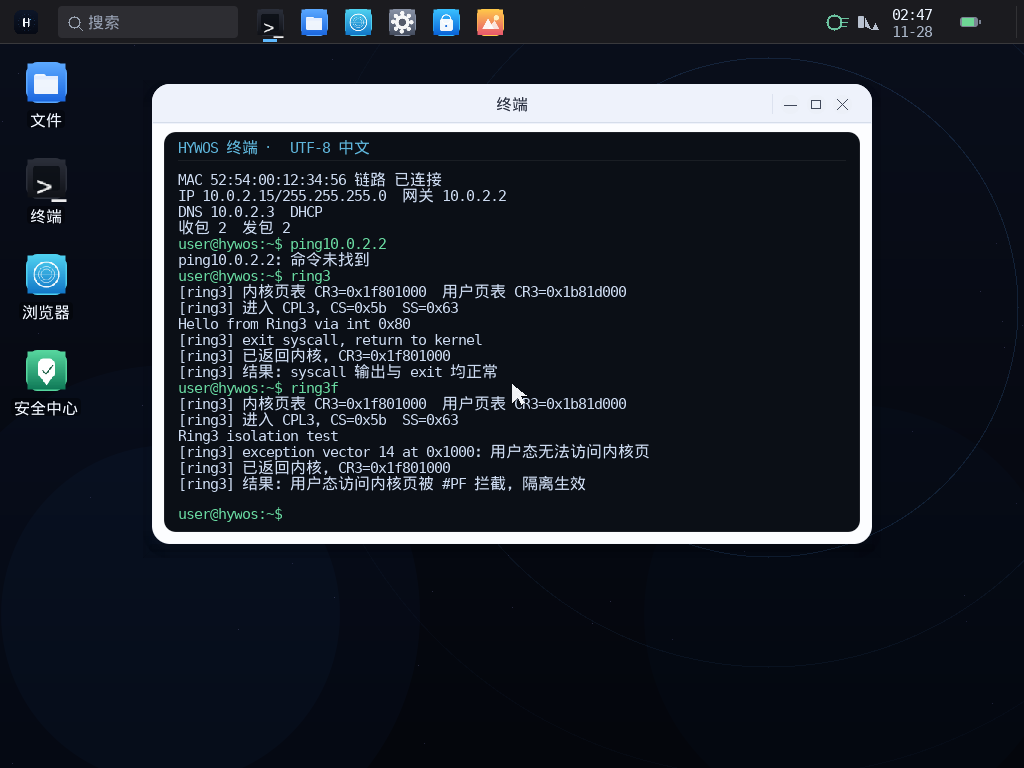 H
搜索
02:47
11-28
文件
终端
浏览器
安全中心
终端
HYWOS 终端 · UTF-8 中文
MAC 52:54:00:12:34:56 链路 已连接
IP 10.0.2.15/255.255.255.0 网关 10.0.2.2
DNS 10.0.2.3 DHCP
收包 2 发包 2
user@hywos:~$ ping10.0.2.2
ping10.0.2.2: 命令未找到
user@hywos:~$ ring3
[ring3] 内核页表 CR3=0x1f801000 用户页表 CR3=0x1b81d000
[ring3] 进入 CPL3, CS=0x5b SS=0x63
Hello from Ring3 via int 0x80
[ring3] exit syscall, return to kernel
[ring3] 已返回内核, CR3=0x1f801000
[ring3] 结果: syscall 输出与 exit 均正常
user@hywos:~$ ring3f
[ring3] 内核页表 CR3=0x1f801000 用户页表 CR3=0x1b81d000
[ring3] 进入 CPL3, CS=0x5b SS=0x63
Ring3 isolation test
[ring3] exception vector 14 at 0x1000: 用户态无法访问内核页
[ring3] 已返回内核, CR3=0x1f801000
[ring3] 结果: 用户态访问内核页被 #PF 拦截, 隔离生效
user@hywos:~$